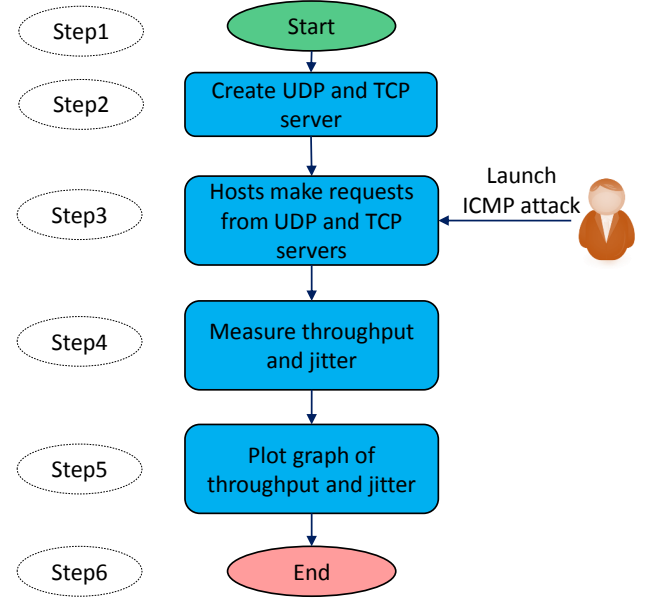 Step1
Start
Step2
Create UDP and TCP
server
Step3
Hosts make requests
from UDP and TCP
servers
Launch
ICMP attack
Step4
Measure throughput
and jitter
Step5
Plot graph of
throughput and jitter
Step6
End